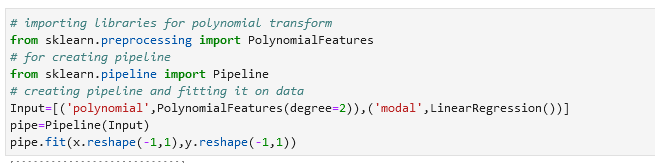 # importing libraries for polynomial transform
from sklearn.preprocessing import PolynomialFeatures
# for creating pipeline
from sklearn.pipeline import Pipeline
# creating pipeline and fitting it on data
Input=[('polynomial',PolynomialFeatures(degree=2)),('modal',LinearRegression())]
pipe=Pipeline(Input)
pipe.fit(x.reshape(-1,1),y.reshape(-1,1))